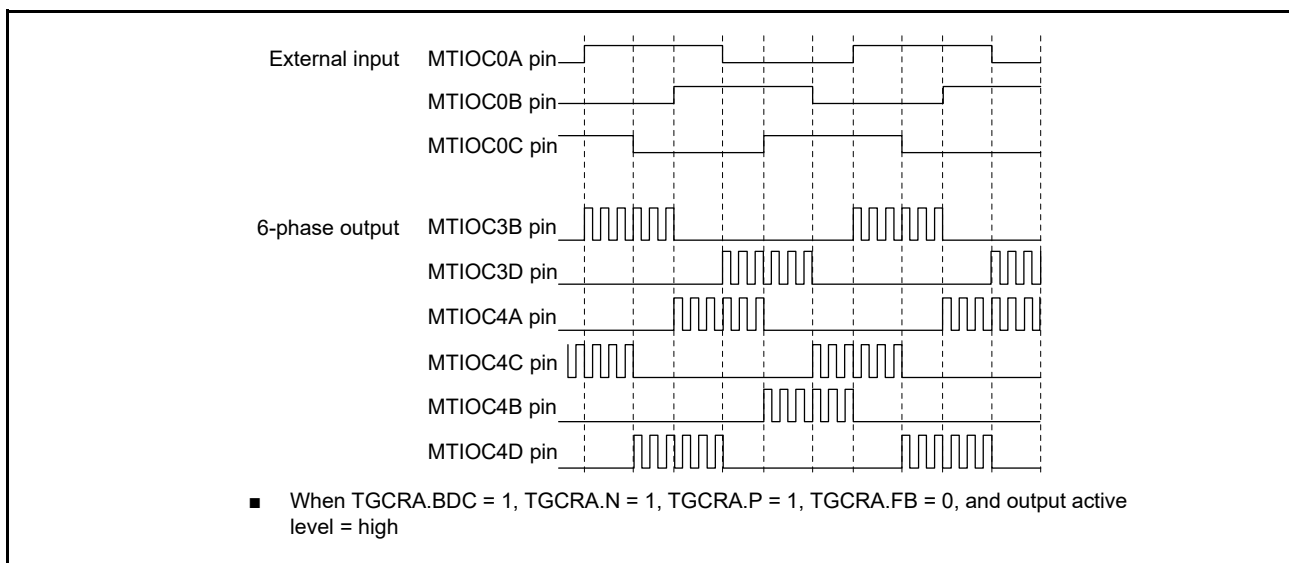 External input MTIOC0A pin
MTIOC0B pin
MTIOC0C pin
6-phase output MTIOC3B pin
MTIOC3D pin
MTIOC4A pin
MTIOC4C pin
MTIOC4B pin
MTIOC4D pin
■ When TGCRA.BDC = 1, TGCRA.N = 1, TGCRA.P = 1, TGCRA.FB = 0, and output active
level = high